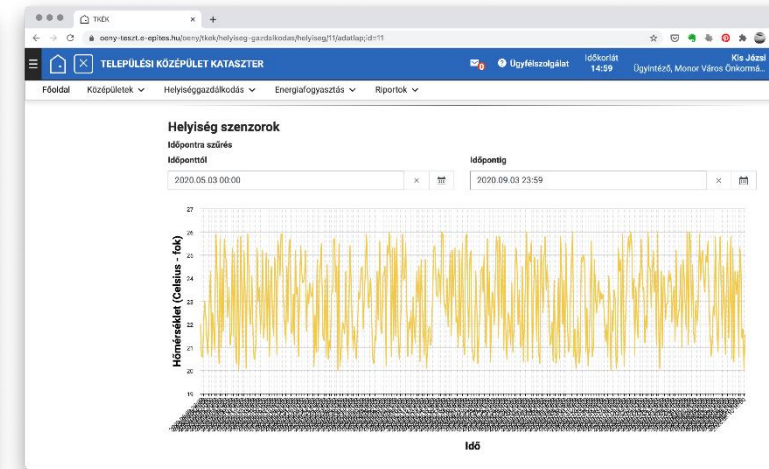 TKEK
oeny-teszt.e-epites.hu/oeny/tkek/helyiseg-gazdalkodas/helyiseg/11/adatlap;id=11
TELEPÜLÉSI KÖZÉPÜLET KATASZTER
0
Ügyfélszolgálat
Időkorlát
14:59
Kis Józsi
Ügyintéző, Monor Város Önkormá...
Főoldal
Középületek
Helyiséggazdálkodás
Energiafogyasztás
Riportok
Helyiség szenzorok
Időpontra szűrés
Időponttól
Időpontig
2020.05.03 00:00
2020.09.03 23:59
27
26
25
24
23
22
21
20
19
Hőmérséklet (Celsius - fok)
Idő